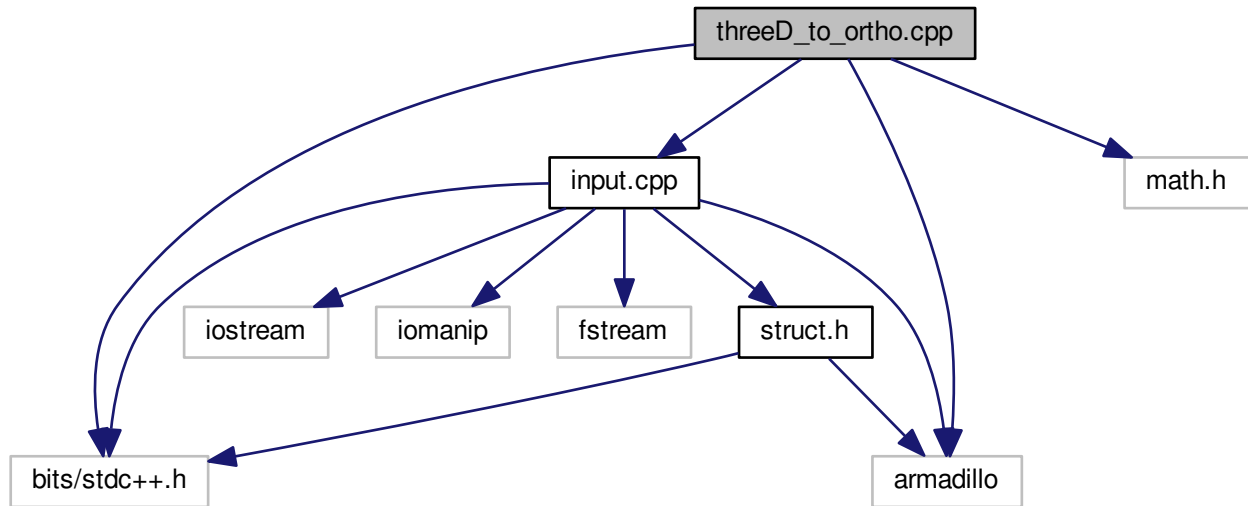 threeD_to_ortho.cpp
input.cpp
math.h
iostream
iomanip
fstream
struct.h
bits/stdc++.h
armadillo